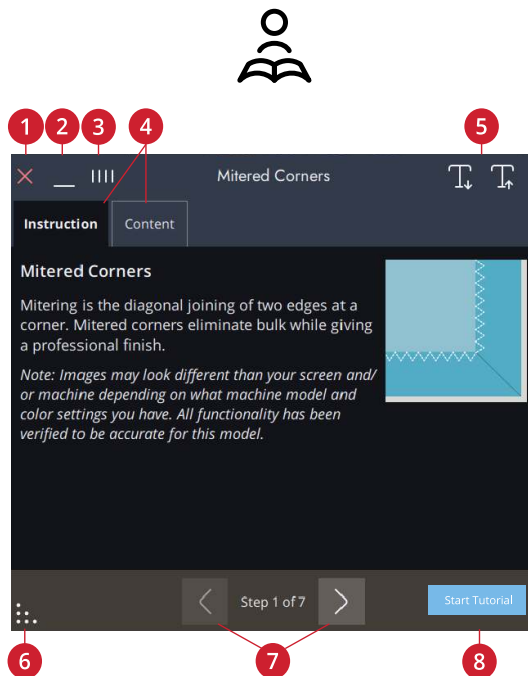 1 2 3 4 5
Mitered Corners
T T
Instruction Content
Mitered Corners
Mitering is the diagonal joining of two edges at a
corner. Mitered corners eliminate bulk while giving
a professional finish.
Note: Images may look different than your screen and/
or machine depending on what machine model and
color settings you have. All functionality has been
verified to be accurate for this model.
Step 1 of 7
Start Tutorial
6 7 8